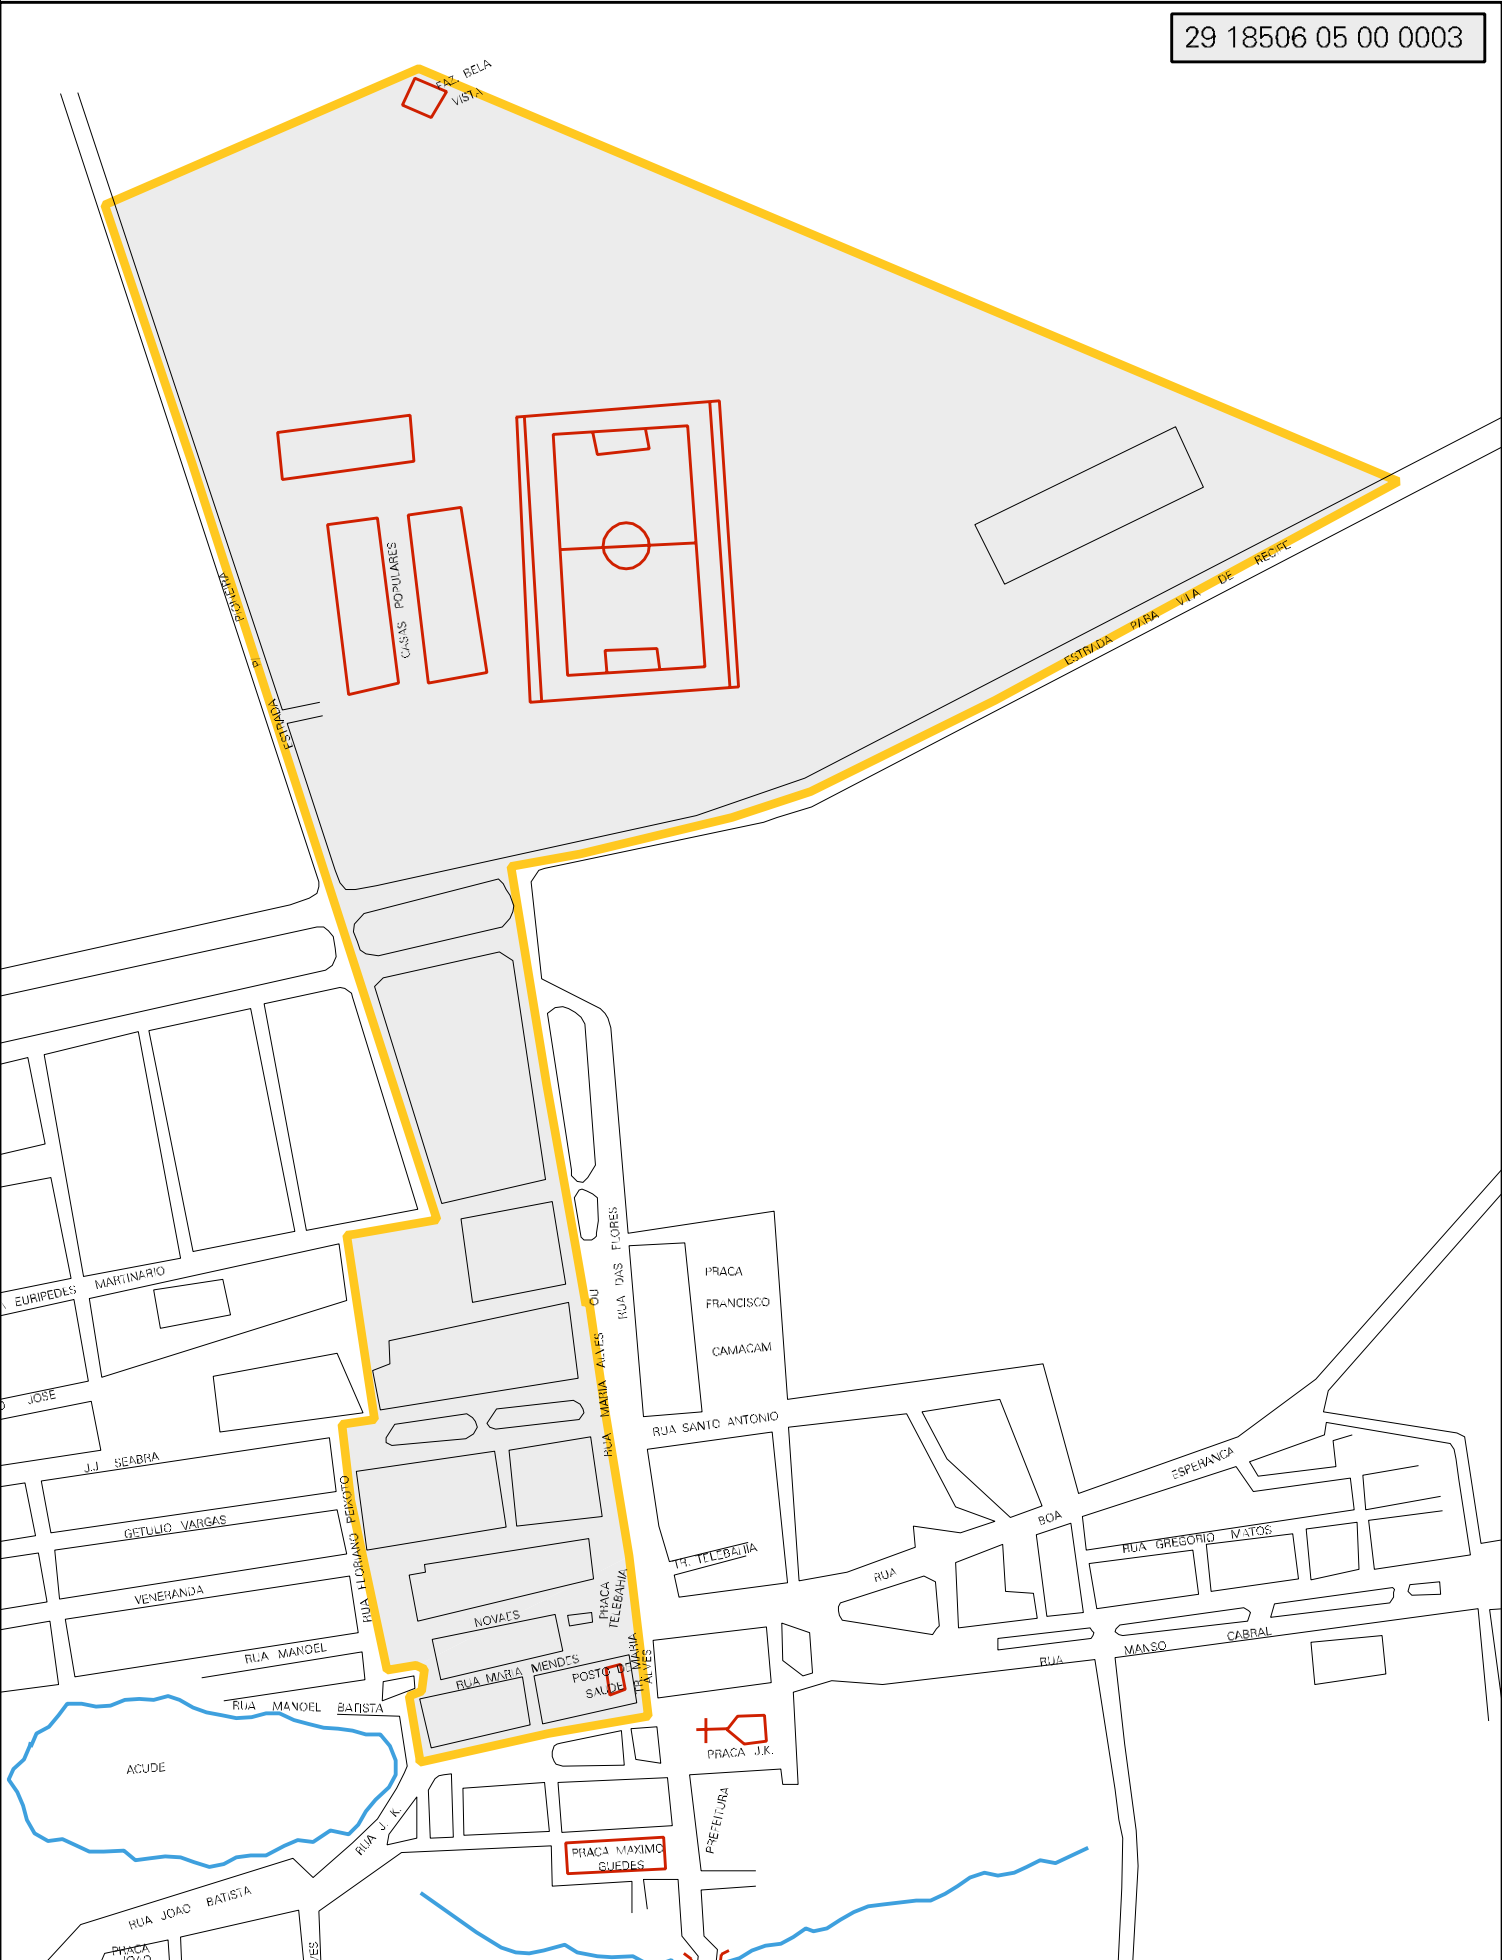 29 18506 05 00 0003
FAZ. BELA
VISTA
CASAS POPULARES
ESTRADA P/
ESTRADA PARA VILA DE RECIFE
RUA DAS FLORES
RUA MARIA ALVES OU
PRACA
FRANCISCO
CAMACAM
EURIPEDES MARTINARIO
JOSE
RUA SANTO ANTONIO
J.J SEABRA
ESPERANCA
BOA
RUA
GETULIO VARGAS
RUA FLORIANO PEIXOTO
RUA GREGORIO MATOS
TR. TELEBAHIA
VENERANDA
PRACA
TELEBAHIA
NOVAES
RUA MANSO CABRAL
RUA MANOEL
RUA MARIA MENDES
POSTO DE
SAUDE
TR. MARIA
ALVES
RUA MANOEL BATISTA
ACUDE
PRACA J.K.
RUA J. K.
PREFEITURA
PRACA MAXIMO
GUEDES
RUA JOAO BATISTA
PRACA
JOAO